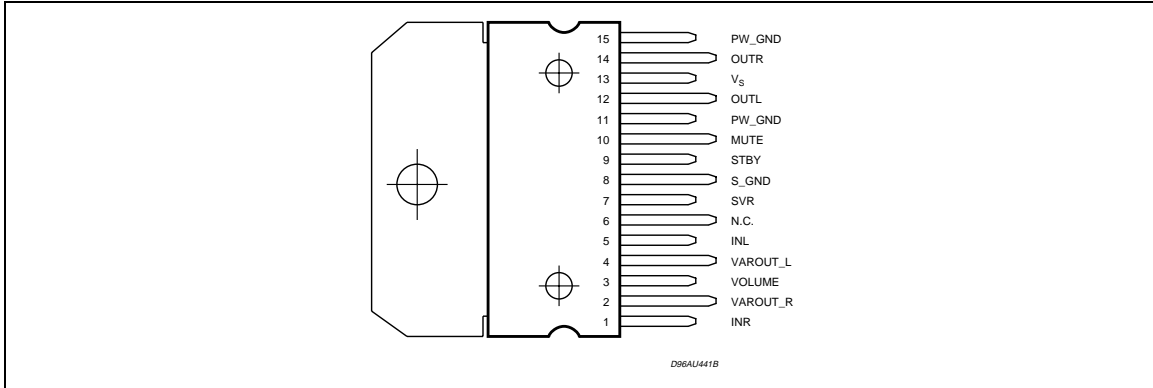 15 PW_GND
14 OUTR
13 VS
12 OUTL
11 PW_GND
10 MUTE
9 STBY
8 S_GND
7 SVR
6 N.C.
5 INL
4 VAROUT_L
3 VOLUME
2 VAROUT_R
1 INR
D96AU441B